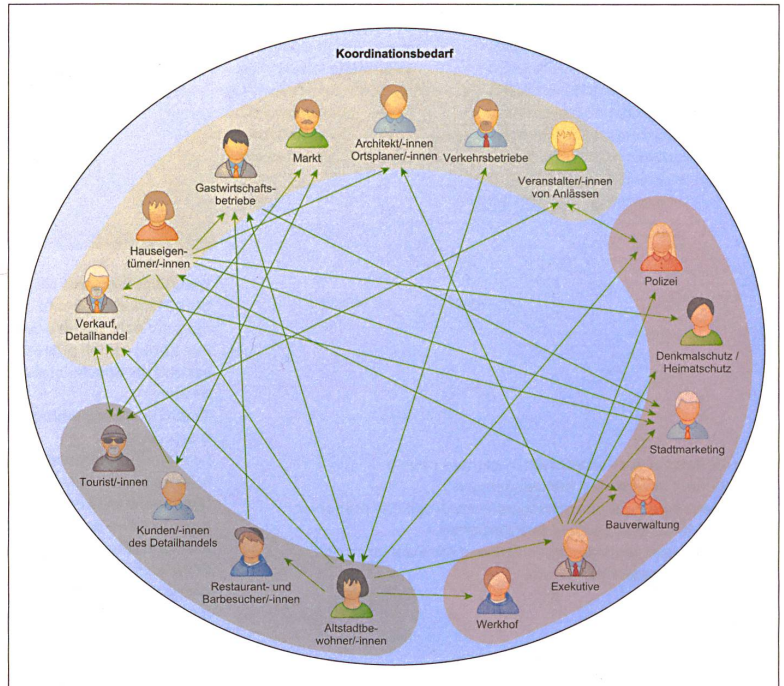 Koordinationsbedarf
Markt
Architekt/-innen
Ortsplaner/-innen
Verkehrsbetriebe
Veranstalter/-innen
von Anlässen
Gastwirtschafts-
betriebe
Hauseigen-
tümer/-innen
Verkauf,
Detailhandel
Polizei
Denkmalschutz /
Heimatschutz
Stadtmarketing
Bauverwaltung
Exekutive
Werkhof
Tourist/-innen
Kunden/-innen
des Detailhandels
Restaurant- und
Barbesucher/-innen
Altstadtbe-
wohner/-innen